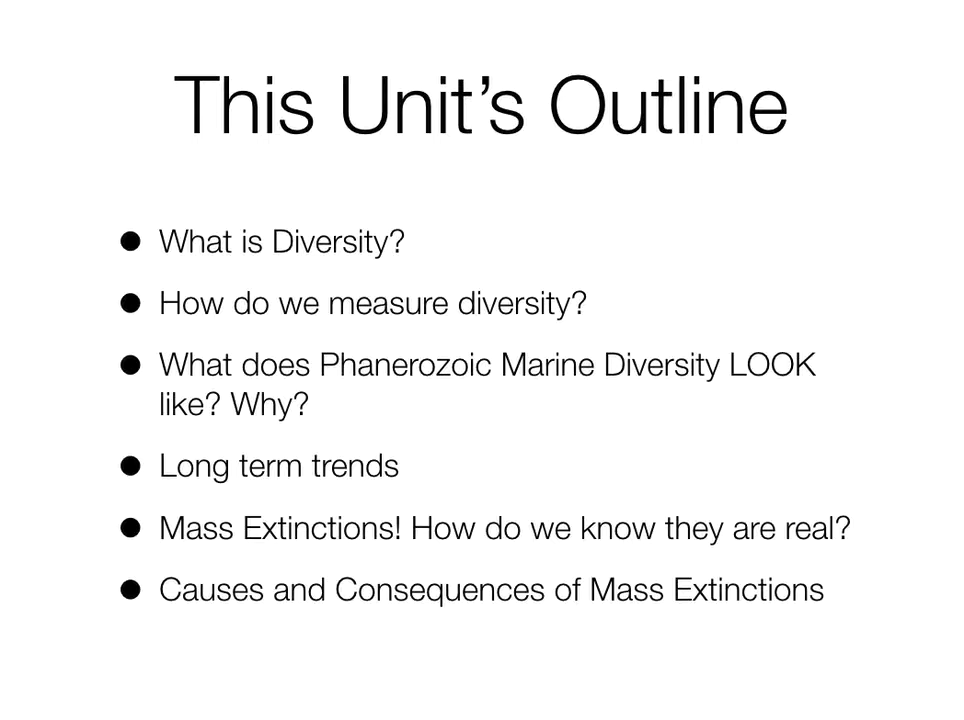 This Unit’s Outline
• What is Diversity?
• How do we measure diversity?
• What does Phanerozoic Marine Diversity LOOK
like? Why?
• Long term trends
• Mass Extinctions! How do we know they are real?
• Causes and Consequences of Mass Extinctions